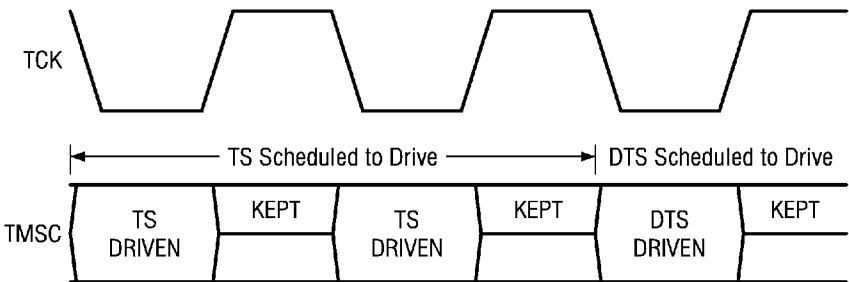 TCK
TS Scheduled to Drive
DTS Scheduled to Drive
TMSC
TS
DRIVEN
KEPT
TS
DRIVEN
KEPT
DTS
DRIVEN
KEPT